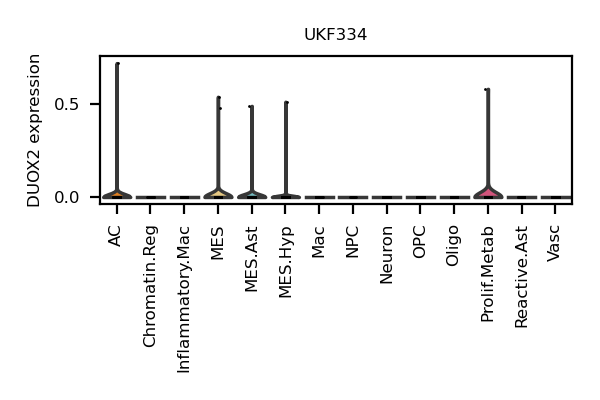 UKF334
DUOX2 expression
0.5
0.0
AC
Chromatin.Reg
Inflammatory.Mac
MES
MES.Ast
MES.Hyp
Mac
NPC
Neuron
OPC
Oligo
Prolif.Metab
Reactive.Ast
Vasc